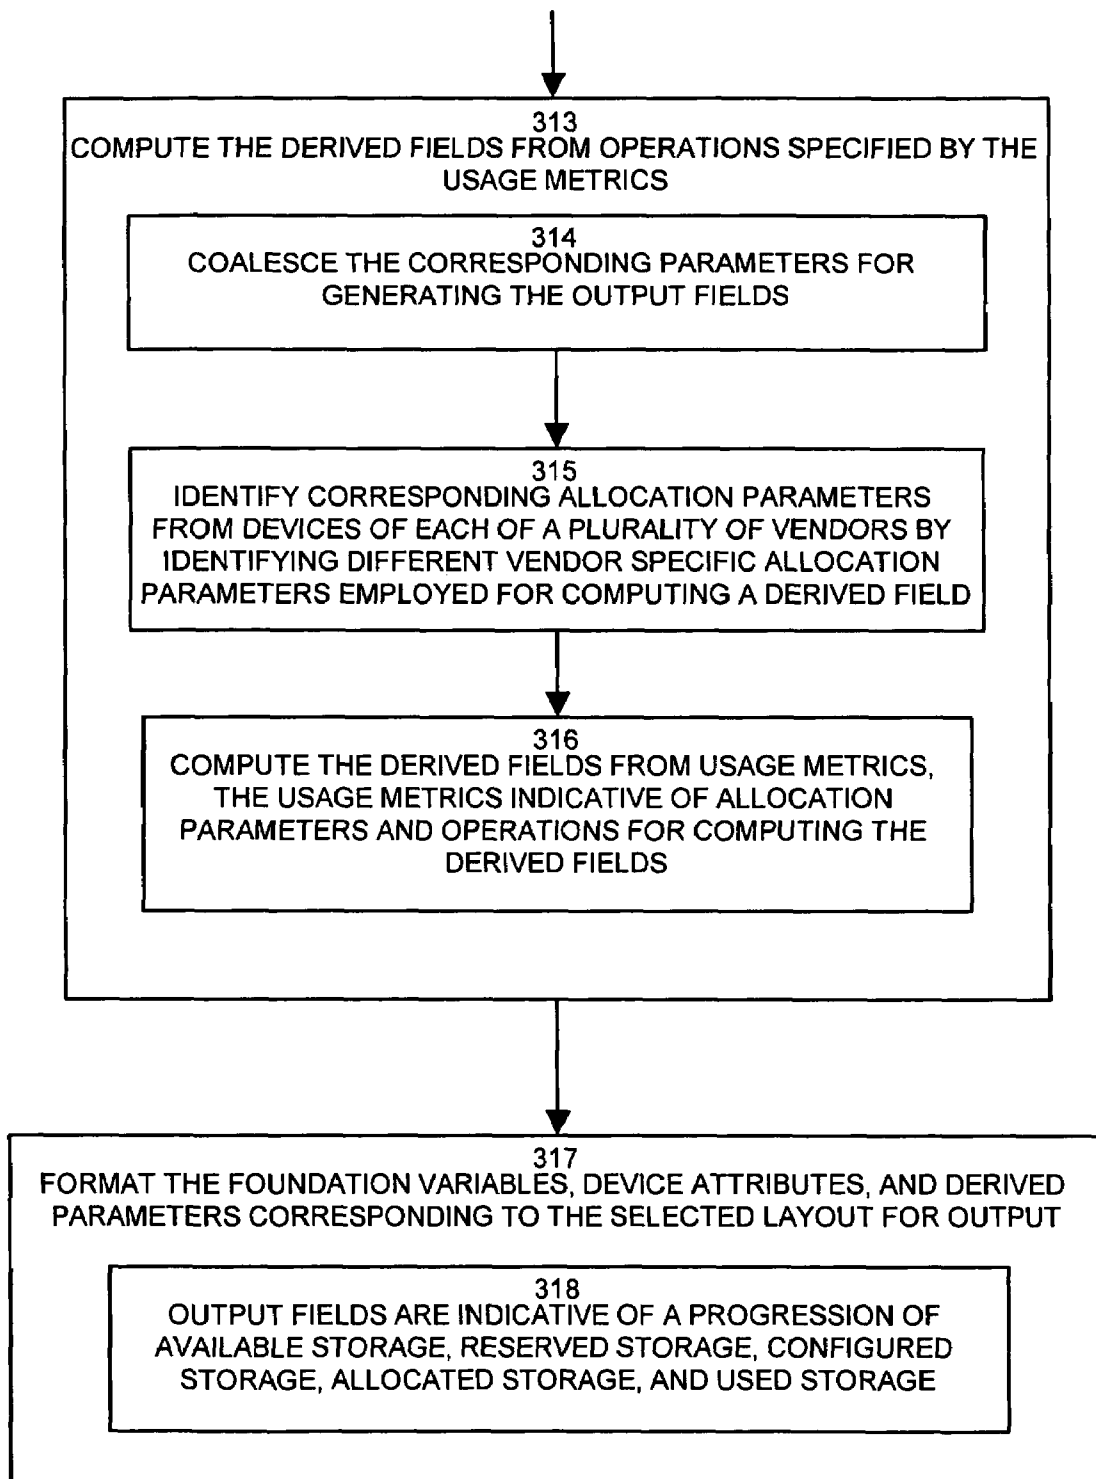 313
COMPUTE THE DERIVED FIELDS FROM OPERATIONS SPECIFIED BY THE
USAGE METRICS
314
COALESCE THE CORRESPONDING PARAMETERS FOR
GENERATING THE OUTPUT FIELDS
315
IDENTIFY CORRESPONDING ALLOCATION PARAMETERS
FROM DEVICES OF EACH OF A PLURALITY OF VENDORS BY
IDENTIFYING DIFFERENT VENDOR SPECIFIC ALLOCATION
PARAMETERS EMPLOYED FOR COMPUTING A DERIVED FIELD
316
COMPUTE THE DERIVED FIELDS FROM USAGE METRICS,
THE USAGE METRICS INDICATIVE OF ALLOCATION
PARAMETERS AND OPERATIONS FOR COMPUTING THE
DERIVED FIELDS
317
FORMAT THE FOUNDATION VARIABLES, DEVICE ATTRIBUTES, AND DERIVED
PARAMETERS CORRESPONDING TO THE SELECTED LAYOUT FOR OUTPUT
318
OUTPUT FIELDS ARE INDICATIVE OF A PROGRESSION OF
AVAILABLE STORAGE, RESERVED STORAGE, CONFIGURED
STORAGE, ALLOCATED STORAGE, AND USED STORAGE